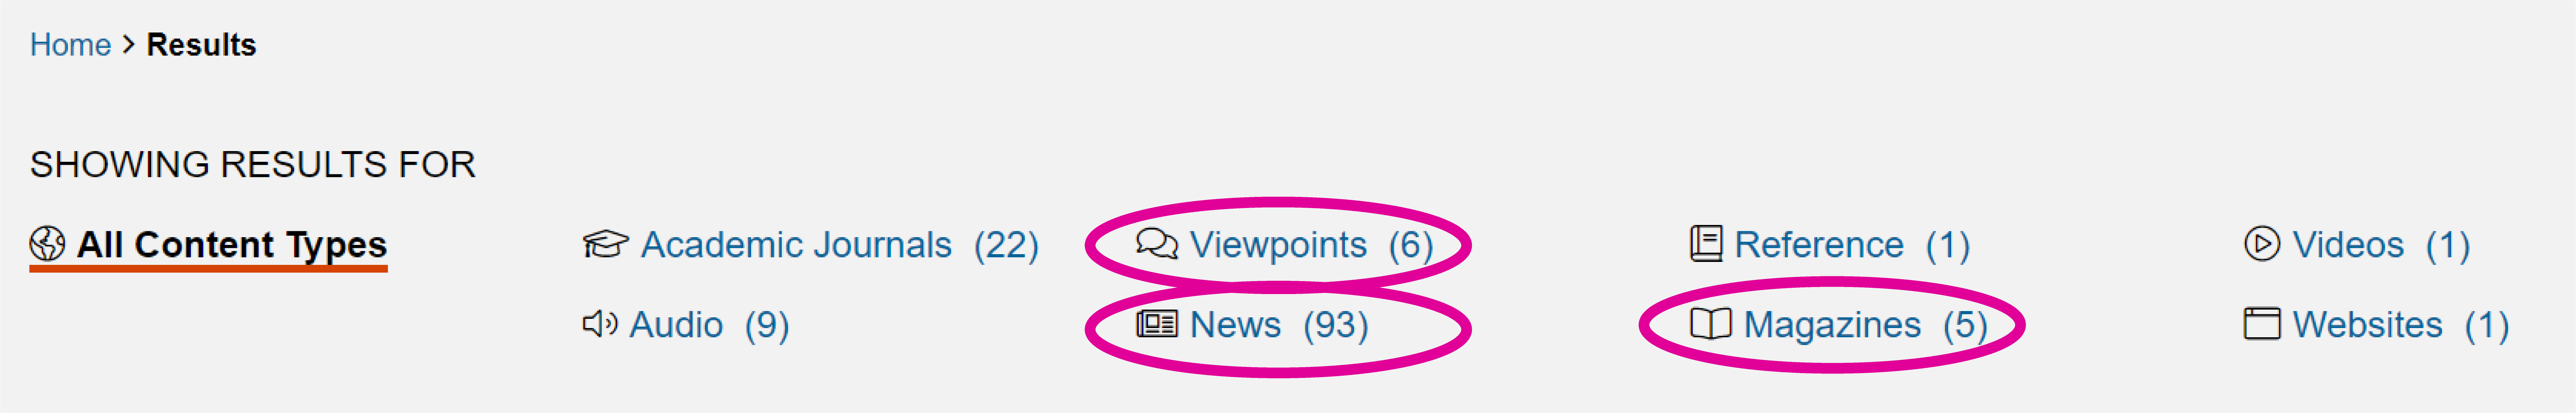 Home > Results
SHOWING RESULTS FOR
All Content Types Academic Journals (22) Viewpoints (6) Reference (1) Videos (1)
Audio (9) News (93) Magazines (5) Websites (1)